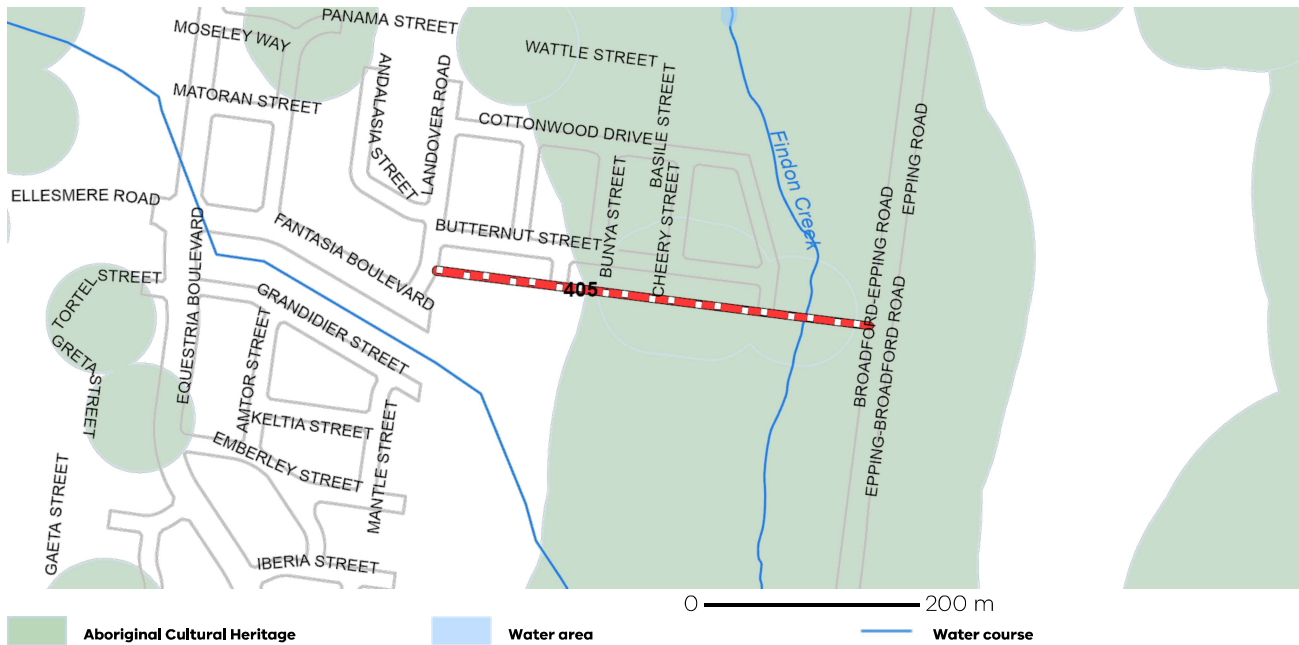 PANAMA STREET
MOSELEY WAY
WATTLE STREET
ANDALASIA STREET
LANDOVER ROAD
BASILE STREET
MATORAN STREET
COTTONWOOD DRIVE
EPPING ROAD
Findon Creek
ELLESMERE ROAD
BUNYA STREET
CHEERY STREET
BROADFORD-EPPING ROAD
EQUESTRIA BOULEVARD
FANTASIA BOULEVARD
BUTTERNUT STREET
TORTEL STREET
405
GRANDIDIER STREET
EPPING-BROADFORD ROAD
GRETA STREET
AMTOR STREET
KELTIA STREET
MANTLE STREET
EMBERLEY STREET
GAETA STREET
IBERIA STREET
0 200 m
Aboriginal Cultural Heritage
Water area
Water course